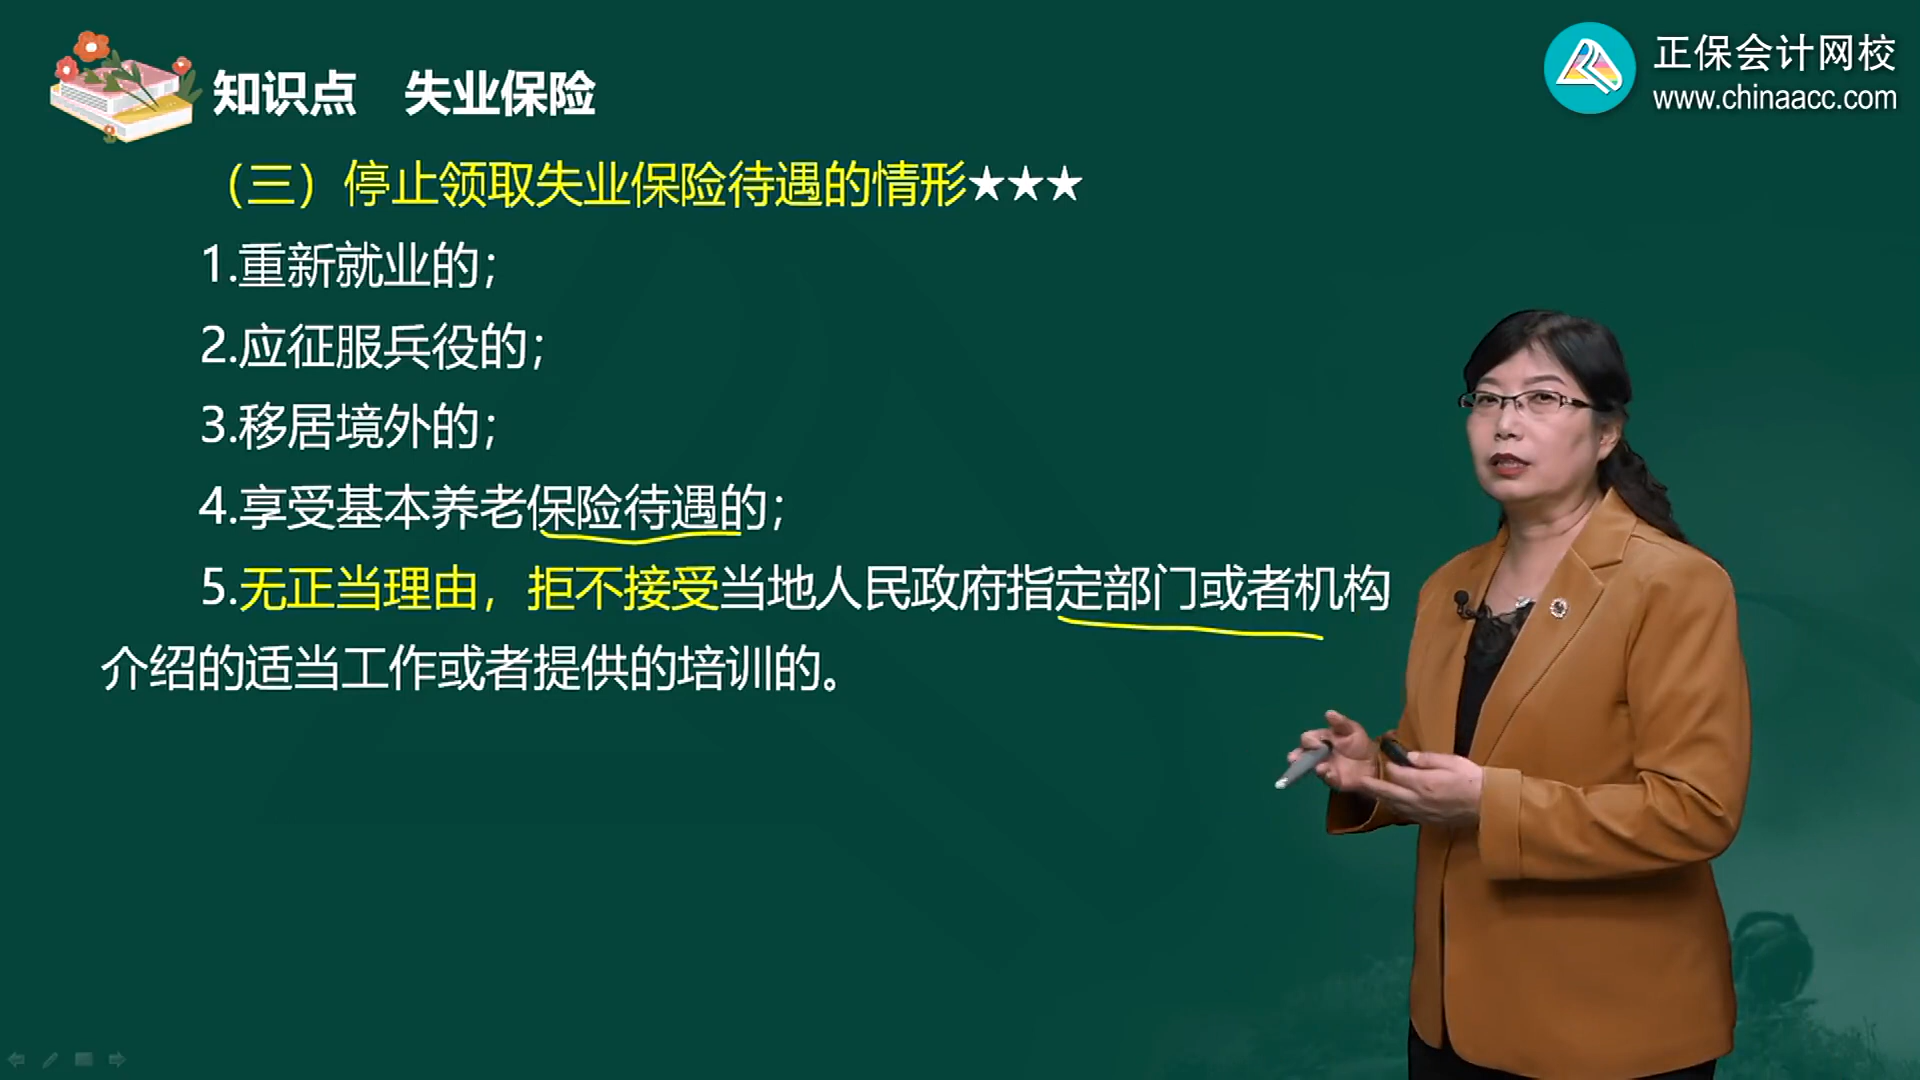 正保会计网校
www.chinaacc.com
知识点 失业保险
（三）停止领取失业保险待遇的情形★★★
1.重新就业的；
2.应征服兵役的；
3.移居境外的；
4.享受基本养老保险待遇的；
5.无正当理由，拒不接受当地人民政府指定部门或者机构
介绍的适当工作或者提供的培训的。